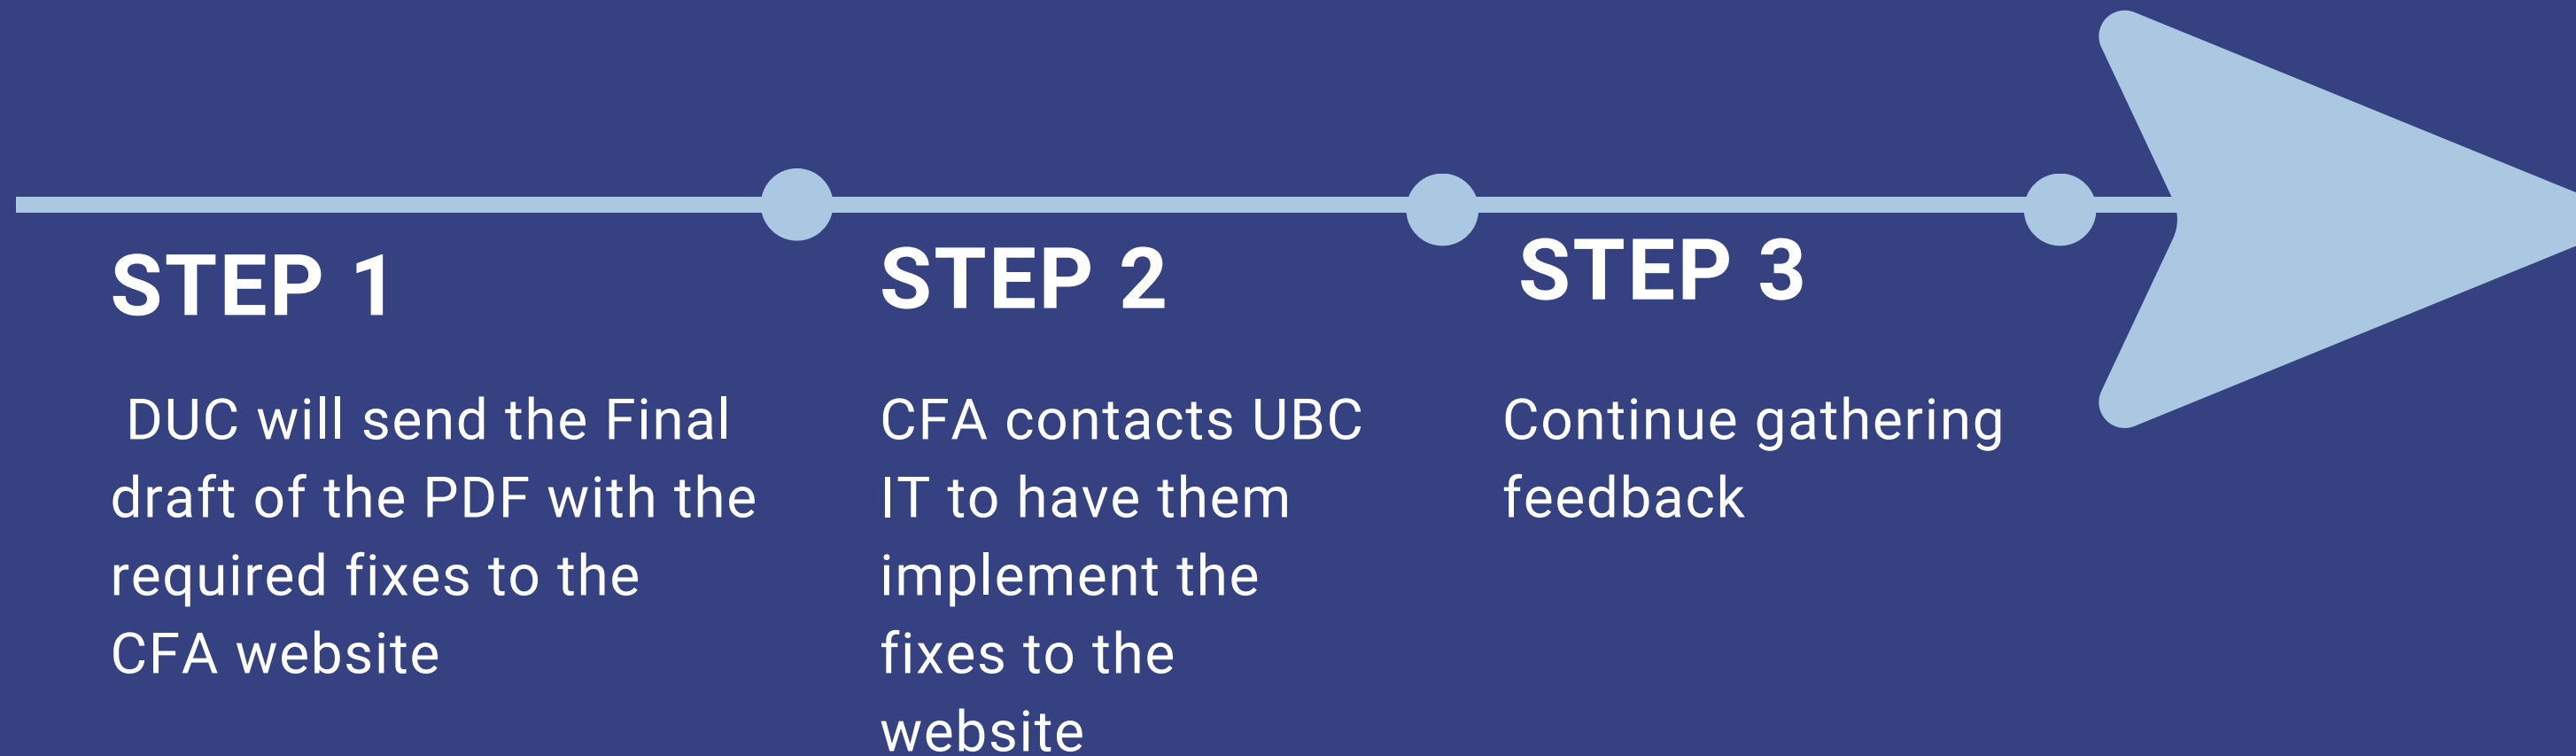 STEP 1
DUC will send the Final
draft of the PDF with the
required fixes to the
CFA website
STEP 2
CFA contacts UBC
IT to have them
implement the
fixes to the
website
STEP 3
Continue gathering
feedback